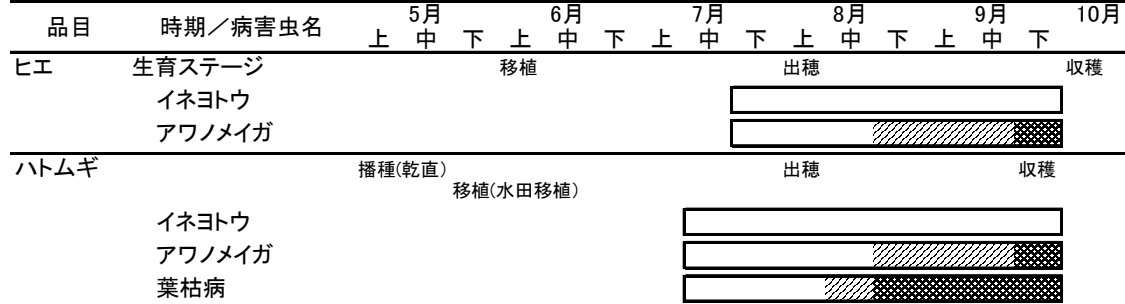 品目 時期／病害虫名 5月 6月 7月 8月 9月 10月
上 中 下 上 中 下 上 中 下 上 中 下 上 中 下
ヒエ 生育ステージ 移植 出穂 収穫
イネヨトウ
アワノメイガ
ハトムギ 播種(乾直) 出穂 収穫
移植(水田移植)
イネヨトウ
アワノメイガ
葉枯病